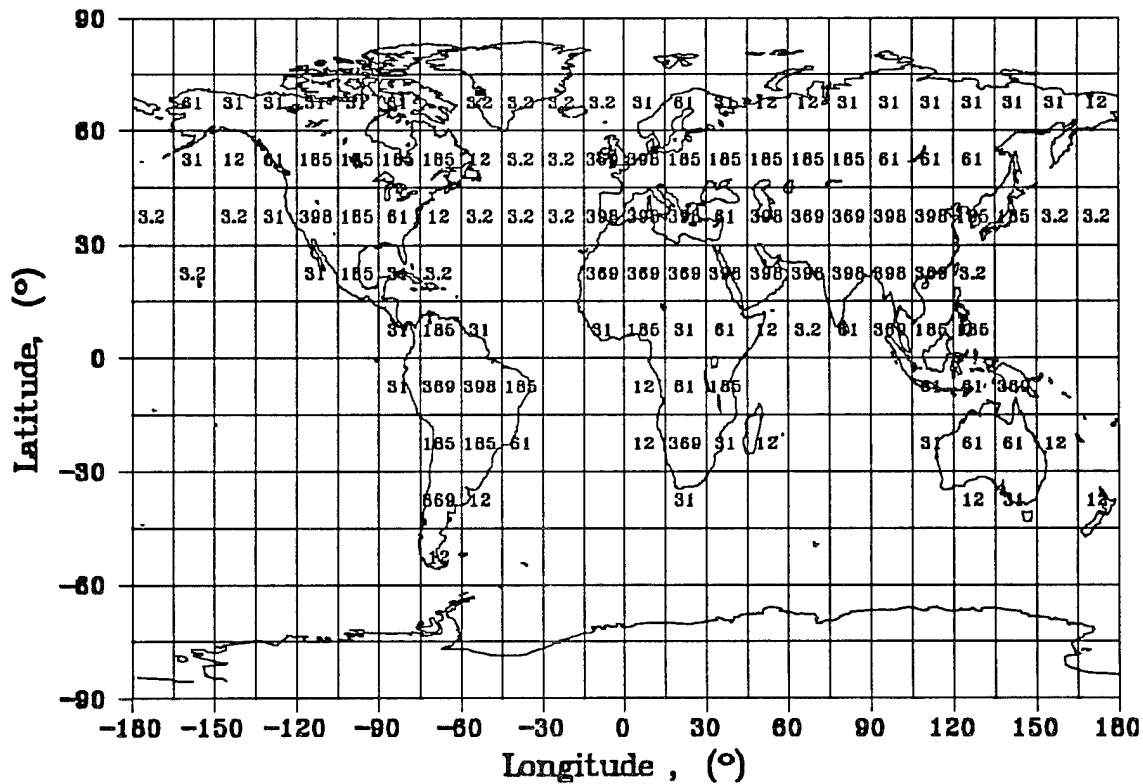 90
61 31 31 31 31 61 3.2 3.2 3.2 3.2 31 61 31 12 12 31 31 31 31 31 31 12
60
31 12 61 185 185 185 185 12 3.2 3.2 369 398 185 185 185 185 185 61 61 61
3.2 3.2 31 398 185 61 12 3.2 3.2 3.2 398 398 398 61 398 369 369 398 398 185 185 3.2 3.2
30
3.2 31 185 31 3.2 369 369 369 398 398 398 398 398 369 3.2
31 185 31 31 185 31 61 12 3.2 61 369 185 185
0
31 369 398 185 12 61 185 31 31 369
185 185 61 12 369 31 12 31 61 61 12
-30
369 12 31 12 31 12
12
-60
-90
-180 -150 -120 -90 -60 -30 0 30 60 90 120 150 180
Latitude, (°)
Longitude , (°)